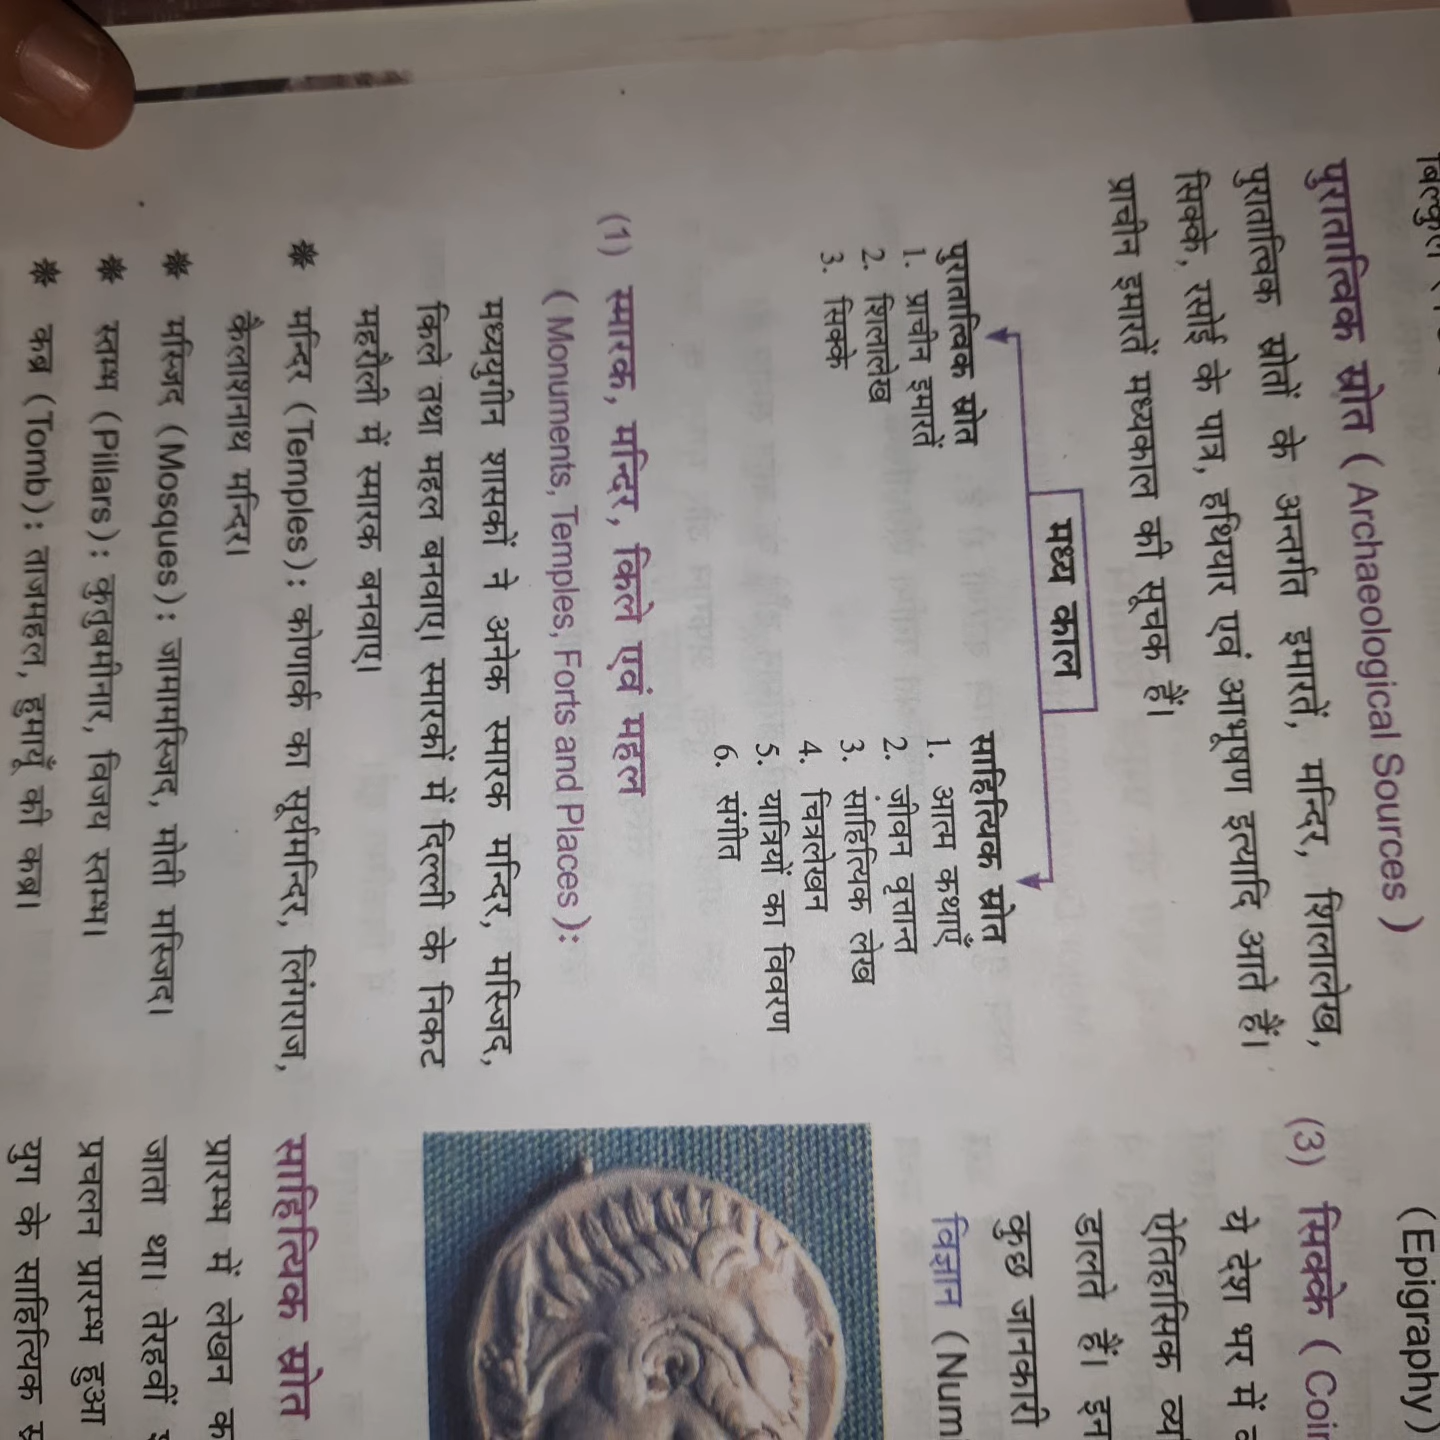 पुरातात्विक स्रोत ( Archaeological Sources )
पुरातात्विक स्रोतों के अन्तर्गत इमारतें, मन्दिर, शिलालेख,
सिक्के, रसोई के पात्र, हथियार एवं आभूषण इत्यादि आते हैं।
प्राचीन इमारतें मध्यकाल की सूचक हैं।
मध्य काल
पुरातात्विक स्रोत
1. प्राचीन इमारतें
2. शिलालेख
3. सिक्के
साहित्यिक स्रोत
1. आत्म कथाएँ
2. जीवन वृत्तान्त
3. साहित्यिक लेख
4. चित्रलेखन
5. यात्रियों का विवरण
6. संगीत
(1) स्मारक, मन्दिर, किले एवं महल
( Monuments, Temples, Forts and Places ):
मध्ययुगीन शासकों ने अनेक स्मारक मन्दिर, मस्जिद,
किले तथा महल बनवाए। स्मारकों में दिल्ली के निकट
महरौली में स्मारक बनवाए।
❋ मन्दिर (Temples): कोणार्क का सूर्यमन्दिर, लिंगराज,
कैलाशनाथ मन्दिर।
❋ मस्जिद (Mosques): जामामस्जिद, मोती मस्जिद।
❋ स्तम्भ (Pillars): कुतुबमीनार, विजय स्तम्भ।
❋ कब्र (Tomb): ताजमहल, हुमायूँ की कब्र।
(Epigraphy)
(3) सिक्के ( Coin
ये देश भर में
ऐतिहासिक
डालते हैं। इन
कुछ जानकारी
विज्ञान (Num
साहित्यिक स्रोत
प्रारम्भ में लेखन
जाता था। तेरहवीं
प्रचलन प्रारम्भ हुआ
युग के साहित्यिक